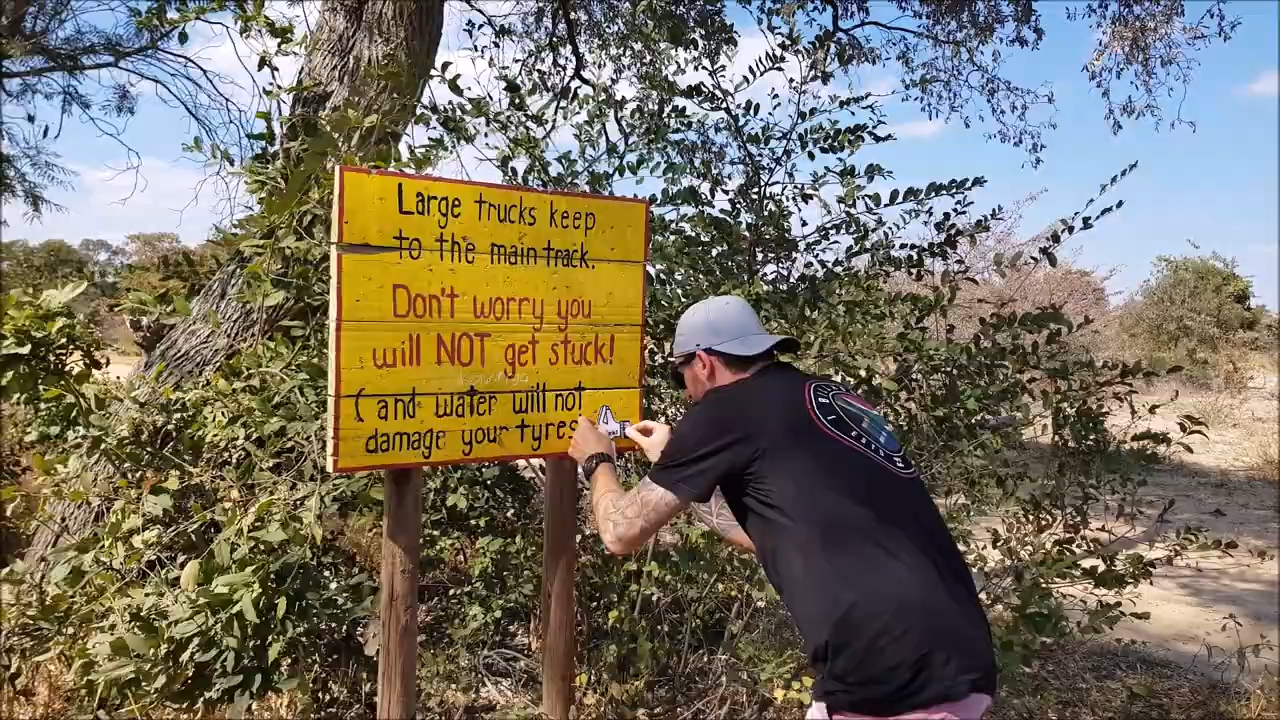 Large trucks keep
to the main track.
Don't worry you
will NOT get stuck!
(and water will not
damage your tyres